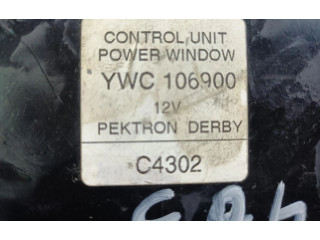 CONTROL UNIT
POWER WINDOW
YWC 106900
12V
PEKTRON DERBY
C4302